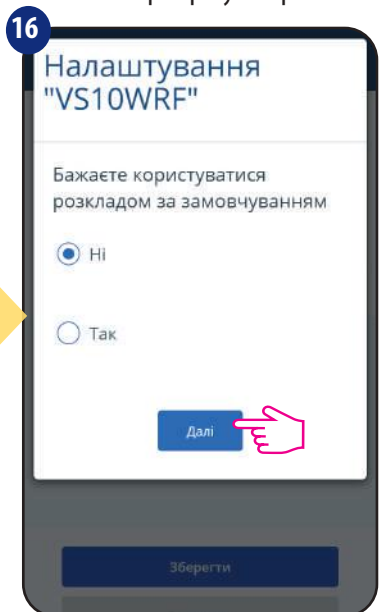 16
Налаштування
"VS10WRF"
Бажаєте користуватися
розкладом за замовчуванням
Ні
Так
Далі
Зберегти